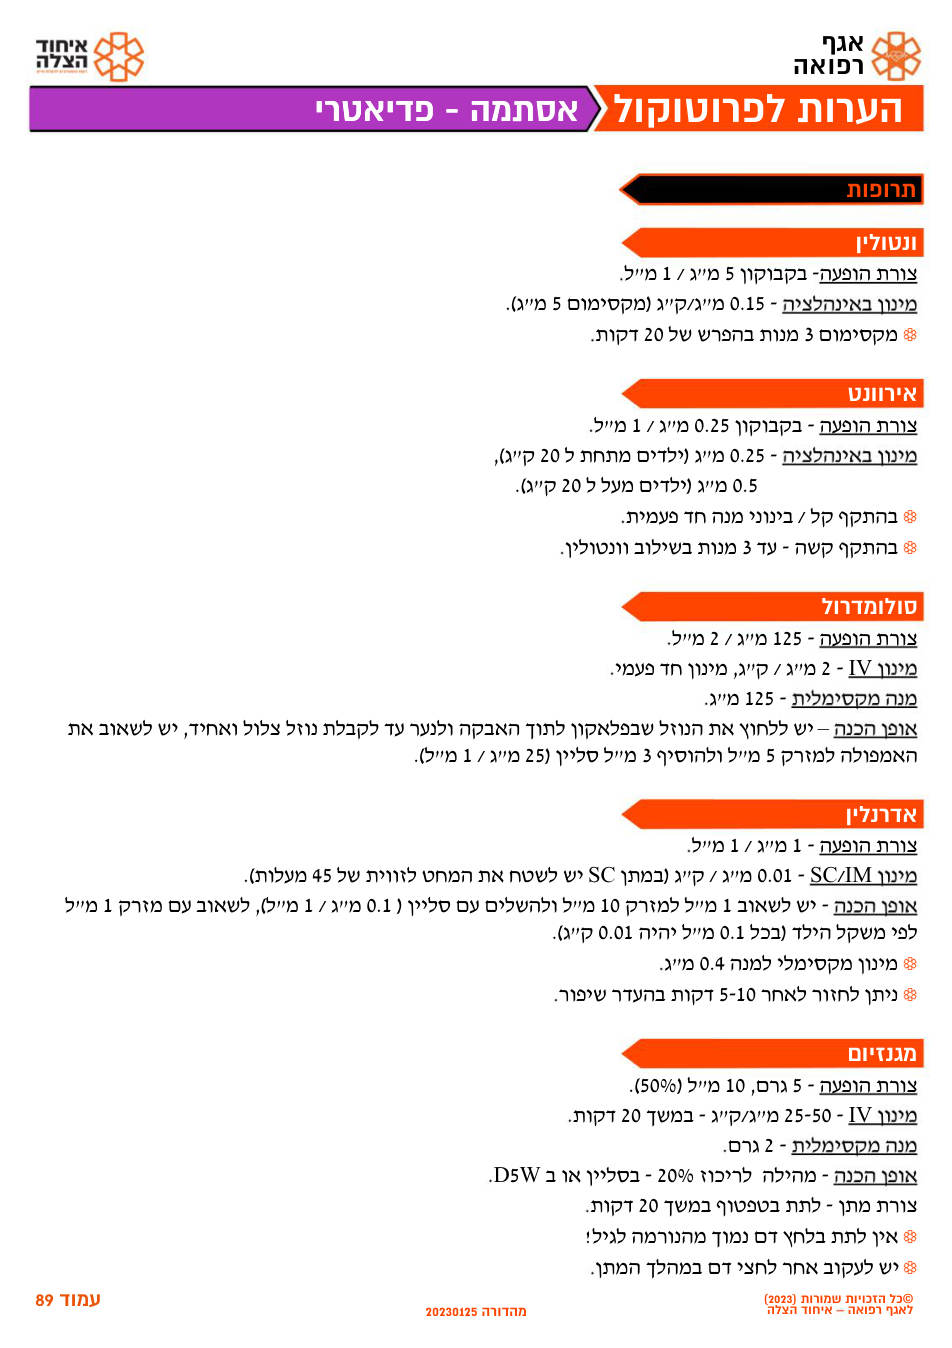 איחוד
הצלה
אגף
רפואה
הערות לפרוטוקול
אסתמה - פדיאטרי
תרופות
ונטולין
צורת הופעה- בקבוקון 5 מ״ג / 1 מ״ל.
מינון באינהלציה - 0.15 מ״ג/ק״ג (מקסימום 5 מ״ג).
מקסימום 3 מנות בהפרש של 20 דקות.
אירוונט
צורת הופעה - בקבוקון 0.25 מ״ג / 1 מ״ל.
מינון באינהלציה - 0.25 מ״ג (ילדים מתחת ל 20 ק״ג),
0.5 מ״ג (ילדים מעל ל 20 ק״ג).
בהתקף קל / בינוני מנה חד פעמית.
בהתקף קשה - עד 3 מנות בשילוב וונטולין.
סולומדרול
צורת הופעה - 125 מ״ג / 2 מ״ל.
מינון IV - 2 מ״ג / ק״ג, מינון חד פעמי.
מנה מקסימלית - 125 מ״ג.
אופן הכנה – יש ללחוץ את הנוזל שבפלאקון לתוך האבקה ולנער עד לקבלת נוזל צלול ואחיד, יש לשאוב את
האמפולה למזרק 5 מ״ל ולהוסיף 3 מ״ל סליין (25 מ״ג / 1 מ״ל).
אדרנלין
צורת הופעה - 1 מ״ג / 1 מ״ל.
מינון SC/IM - 0.01 מ״ג / ק״ג (במתן SC יש לשטח את המחט לזווית של 45 מעלות).
אופן הכנה - יש לשאוב 1 מ״ל למזרק 10 מ״ל ולהשלים עם סליין ( 0.1 מ״ג / 1 מ״ל), לשאוב עם מזרק 1 מ״ל
לפי משקל הילד (בכל 0.1 מ״ל יהיה 0.01 ק״ג).
מינון מקסימלי למנה 0.4 מ״ג.
ניתן לחזור לאחר 5-10 דקות בהעדר שיפור.
מגנזיום
צורת הופעה - 5 גרם, 10 מ״ל (50%).
מינון IV - 25-50 מ״ג/ק״ג - במשך 20 דקות.
מנה מקסימלית - 2 גרם.
אופן הכנה - מהילה לריכוז 20% - בסליין או ב D5W.
צורת מתן - לתת בטפטוף במשך 20 דקות.
אין לתת בלחץ דם נמוך מהנורמה לגיל!
יש לעקוב אחר לחצי דם במהלך המתן.
©כל הזכויות שמורות (2023)
לאגף רפואה – איחוד הצלה
מהדורה 20230125
עמוד 89